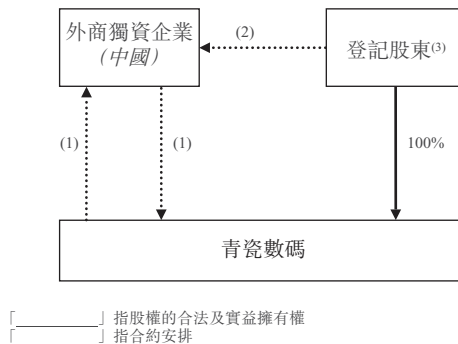 外商獨資企業
(中國)
(2)
登記股東(3)
(1)
(1)
100%
青瓷數碼
「__________」指股權的合法及實益擁有權
「 」指合約安排